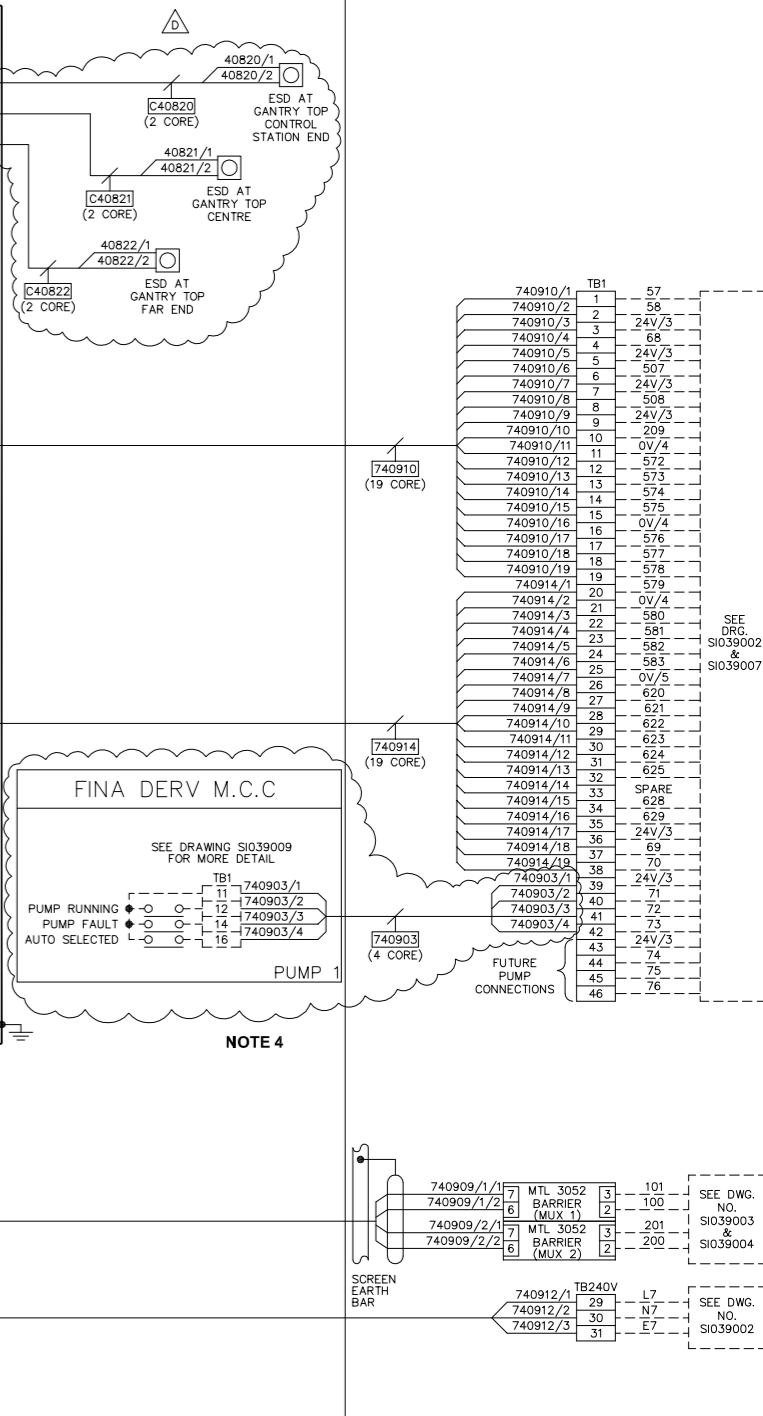 D
40820/1
40820/2
C40820
(2 CORE)
ESD AT
GANTRY TOP
CONTROL
STATION END
40821/1
40821/2
C40821
(2 CORE)
ESD AT
GANTRY TOP
CENTRE
40822/1
40822/2
C40822
(2 CORE)
ESD AT
GANTRY TOP
FAR END
TB1
740910/1 1 57
740910/2 2 58
740910/3 3 24V/3
740910/4 4 68
740910/5 5 24V/3
740910/6 6 507
740910/7 7 24V/3
740910/8 8 508
740910/9 9 24V/3
740910/10 10 209
740910/11 11 0V/4
740910/12 12 572
740910/13 13 573
740910/14 14 574
740910/15 15 575
740910/16 16 0V/4
740910/17 17 576
740910/18 18 577
740910/19 19 578
740910
(19 CORE)
740914/1 20 579
740914/2 21 0V/4
740914/3 22 580
740914/4 23 581
740914/5 24 582
740914/6 25 583
740914/7 26 0V/5
740914/8 27 620
740914/9 28 621
740914/10 29 622
740914/11 30 623
740914/12 31 624
740914/13 32 625
740914/14 33 SPARE
740914/15 34 628
740914/16 35 629
740914/17 36 24V/3
740914/18 37 69
740914/19 38 70
740914
(19 CORE)
740903/1 39 24V/3
740903/2 40 71
740903/3 41 72
740903/4 42 73
43 24V/3
44 74
45 75
46 76
FUTURE
PUMP
CONNECTIONS
SEE
DRG.
SI039002
&
SI039007
FINA DERV M.C.C
SEE DRAWING SI039009
FOR MORE DETAIL
TB1
11 740903/1
PUMP RUNNING 12 740903/2
PUMP FAULT 14 740903/3
AUTO SELECTED 16 740903/4
740903
(4 CORE)
PUMP 1
NOTE 4
SCREEN
EARTH
BAR
740909/1/1 7 MTL 3052 3 101
740909/1/2 6 BARRIER 2 100
(MUX 1)
740909/2/1 7 MTL 3052 3 201
740909/2/2 6 BARRIER 2 200
(MUX 2)
SEE DWG.
NO.
SI039003
&
SI039004
TB240V
740912/1 29 L7
740912/2 30 N7
740912/3 31 E7
SEE DWG.
NO.
SI039002